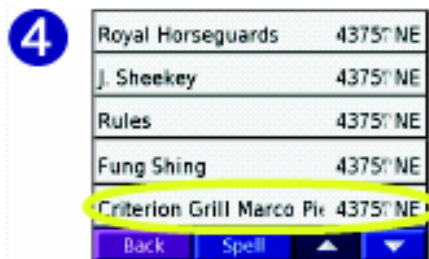 4
Royal Horseguards 4375 NE
J. Sheekey 4375 NE
Rules 4375 NE
Fung Shing 4375 NE
Criterion Grill Marco Pie 4375 NE
Back Spell